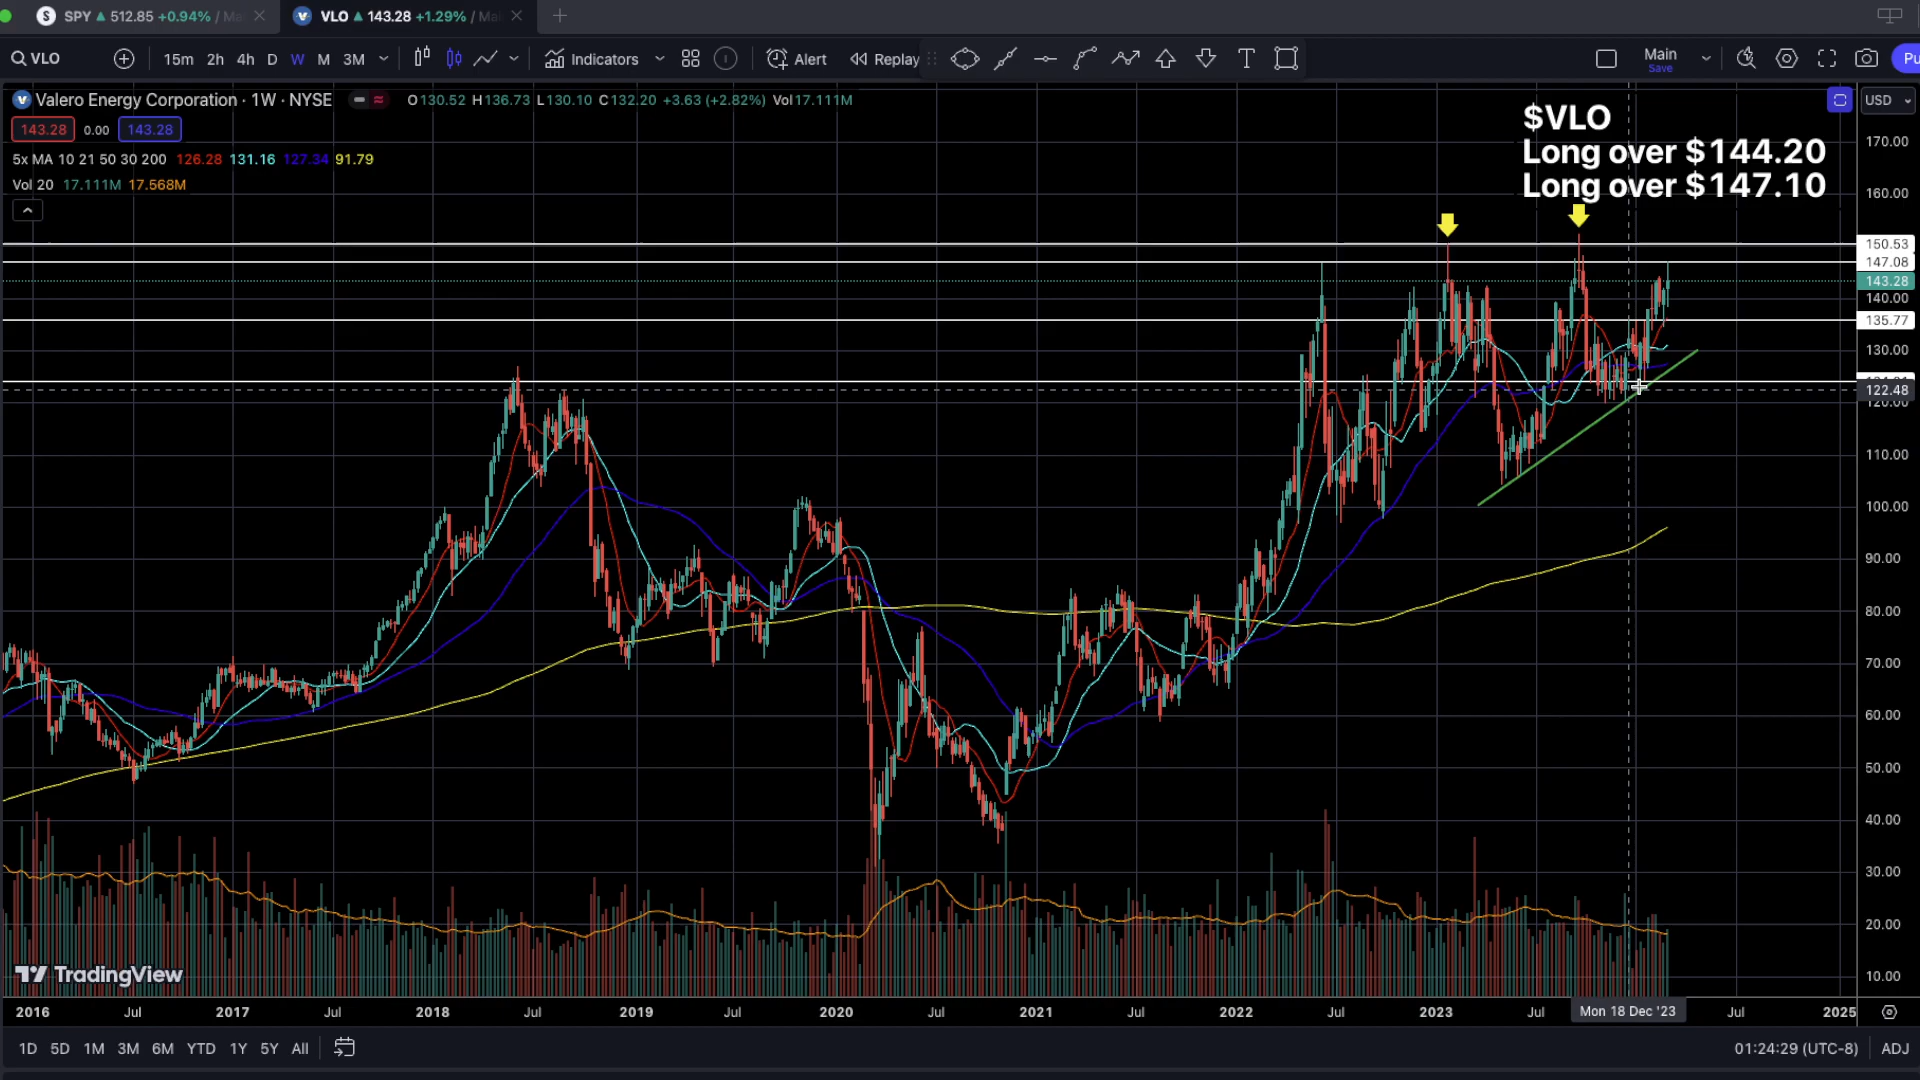 SPY 512.85 +0.94% / Ma
VLO 143.28 +1.29% / Ma
VLO
15m 2h 4h D W M 3M
Indicators
Alert
Replay
Main
Save
Pu
Valero Energy Corporation · 1W · NYSE
O130.52 H136.73 L130.10 C132.20 +3.63 (+2.82%) Vol17.111M
USD
143.28 0.00 143.28
5x MA 10 21 50 30 200 126.28 131.16 127.34 91.79
Vol 20 17.111M 17.568M
$VLO
Long over $144.20
Long over $147.10
170.00
160.00
150.53
147.08
143.28
140.00
135.77
130.00
122.48
120.00
110.00
100.00
90.00
80.00
70.00
60.00
50.00
40.00
30.00
20.00
10.00
TradingView
2016 Jul 2017 Jul 2018 Jul 2019 Jul 2020 Jul 2021 Jul 2022 Jul 2023 Jul Mon 18 Dec '23 Jul 2025
1D 5D 1M 3M 6M YTD 1Y 5Y All
01:24:29 (UTC-8) ADJ